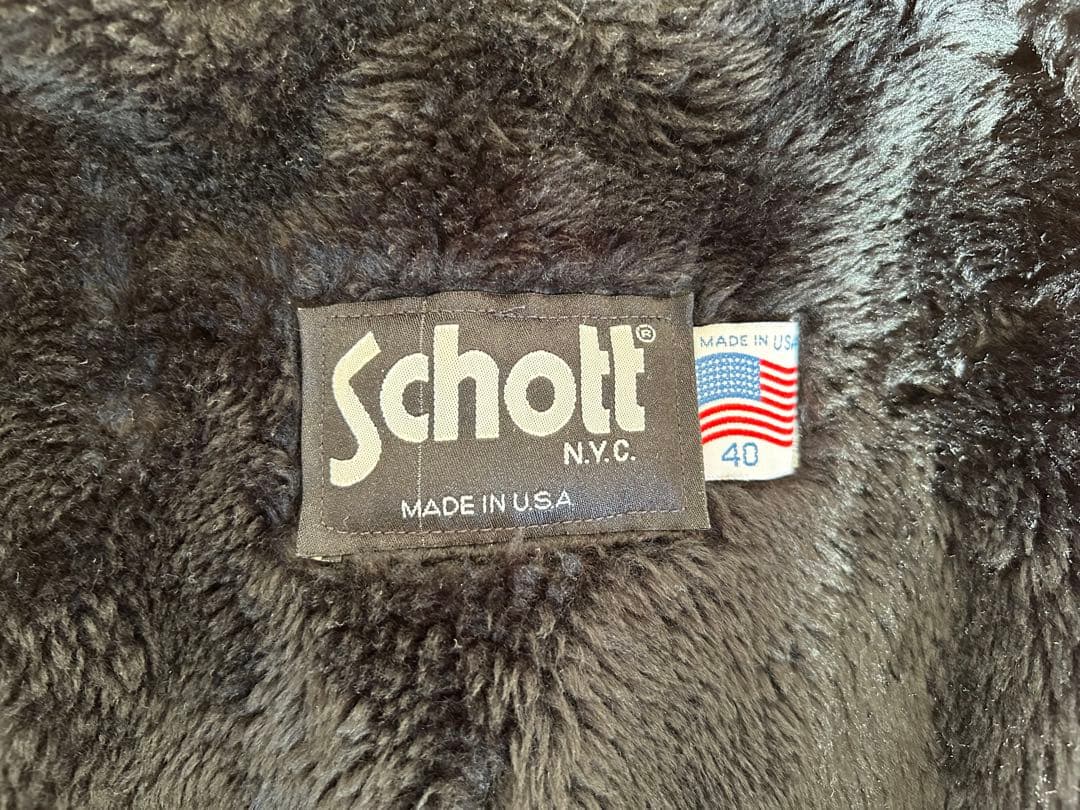 Schott®
N.Y.C.
MADE IN U.S.A
MADE IN USA
40